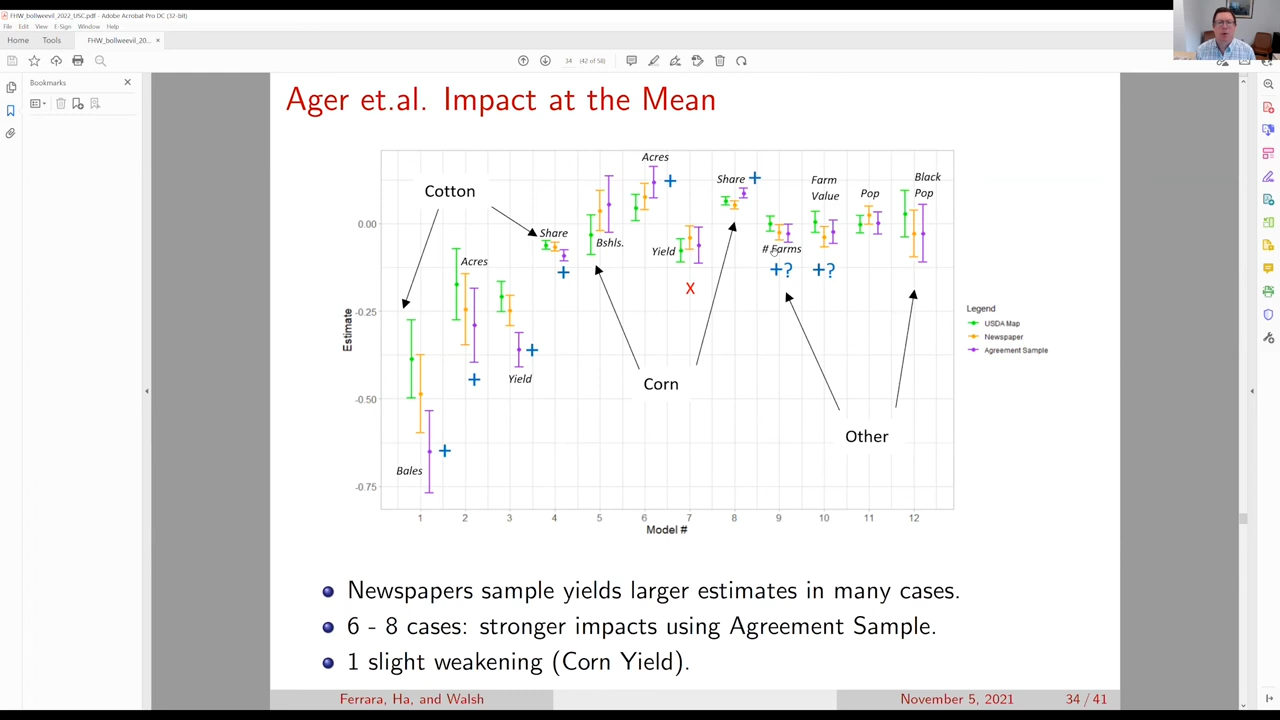 FHW_bollweevil_2022_USC.pdf - Adobe Acrobat Pro DC (32-bit)
File Edit View E-Sign Window Help
Home Tools FHW_bollweevil_20... ×
34 (42 of 58)
Bookmarks
Ager et.al. Impact at the Mean
Acres
Cotton
Share +
Farm Value
Pop
Black Pop
+
0.00
Share
Bshls.
Yield
# Farms
Acres
+
+? +?
X
-0.25
Estimate
Legend
USDA Map
Newspaper
Agreement Sample
+
Yield
+
Corn
-0.50
Other
+
Bales
-0.75
1 2 3 4 5 6 7 8 9 10 11 12
Model #
Newspapers sample yields larger estimates in many cases.
6 - 8 cases: stronger impacts using Agreement Sample.
1 slight weakening (Corn Yield).
Ferrara, Ha, and Walsh November 5, 2021 34 / 41